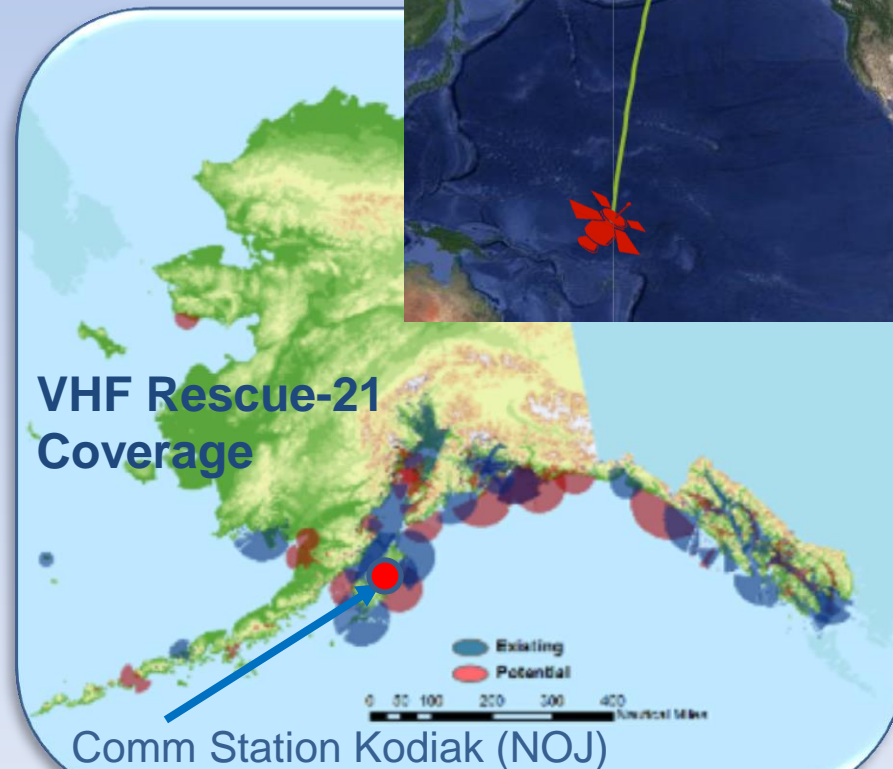 VHF Rescue-21
Coverage
Existing
Potential
0 50 100 200 300 400
Nautical Miles
Comm Station Kodiak (NOJ)